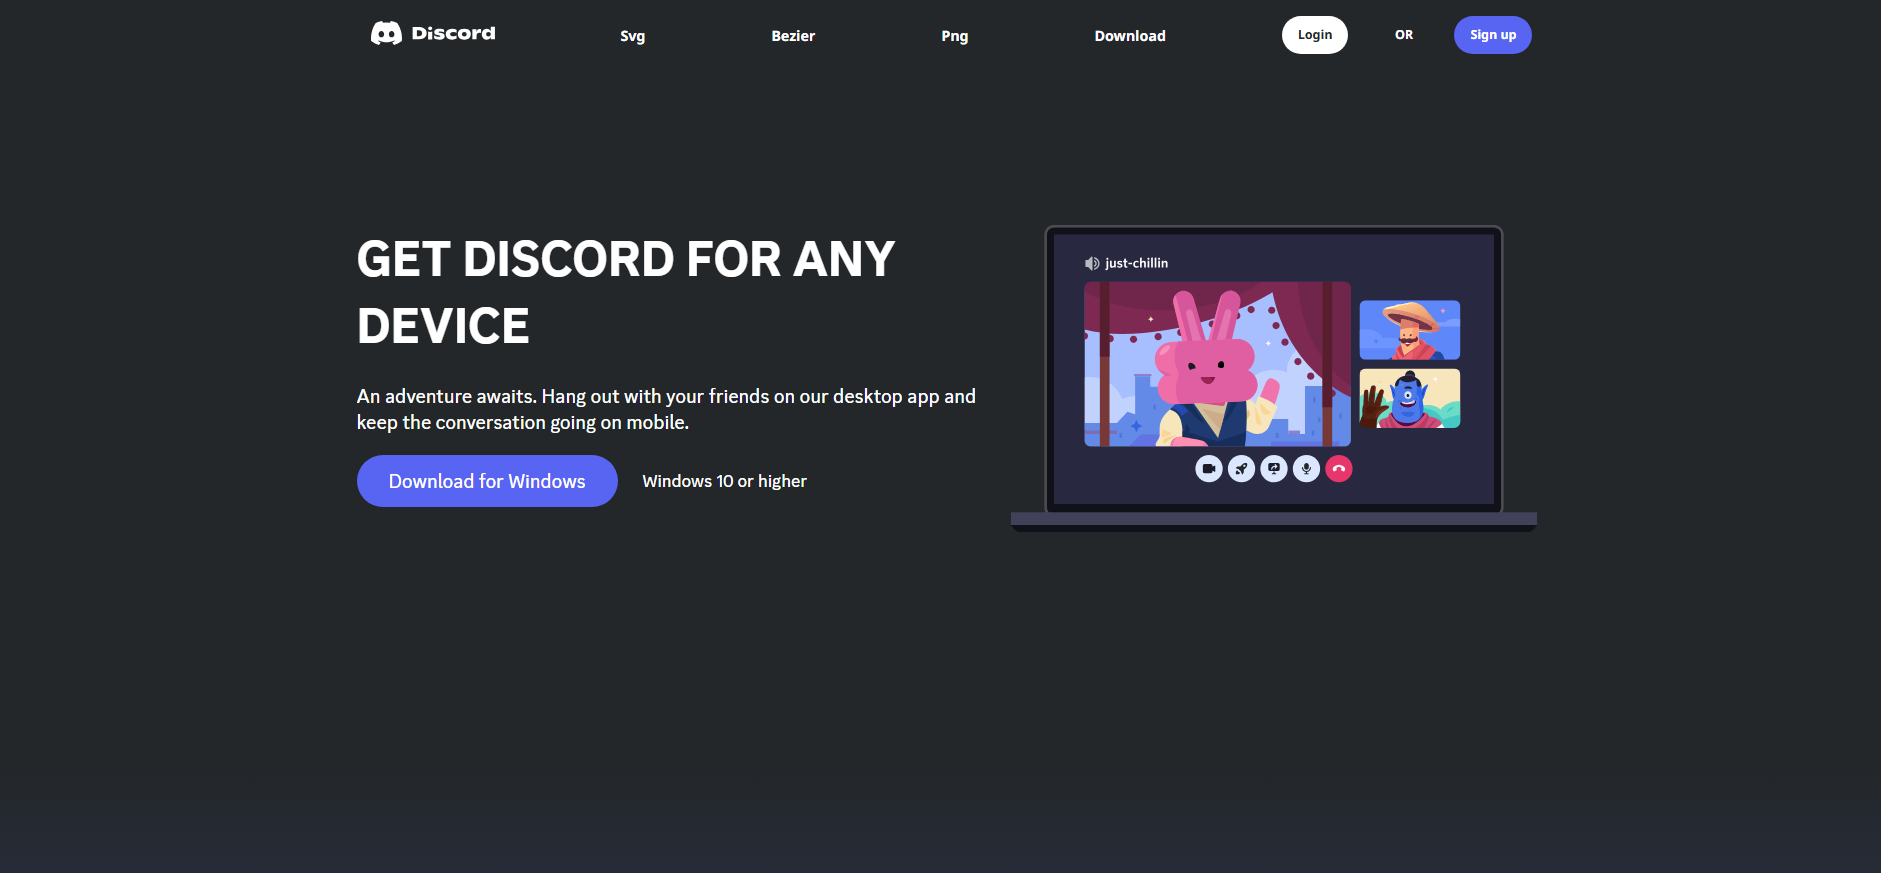 Discord Svg Bezier Png Download Login OR Sign up
GET DISCORD FOR ANY
DEVICE
An adventure awaits. Hang out with your friends on our desktop app and
keep the conversation going on mobile.
Download for Windows Windows 10 or higher
just-chillin